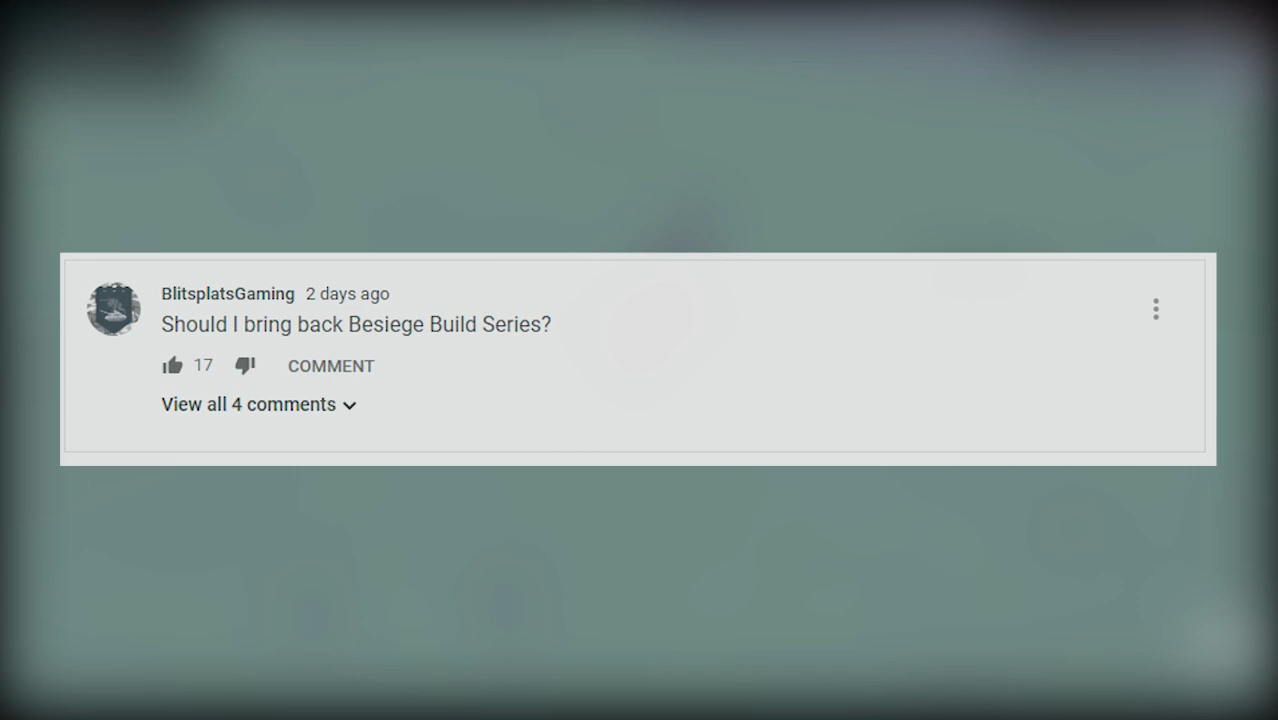 BlitsplatsGaming 2 days ago
Should I bring back Besiege Build Series?
17 COMMENT
View all 4 comments